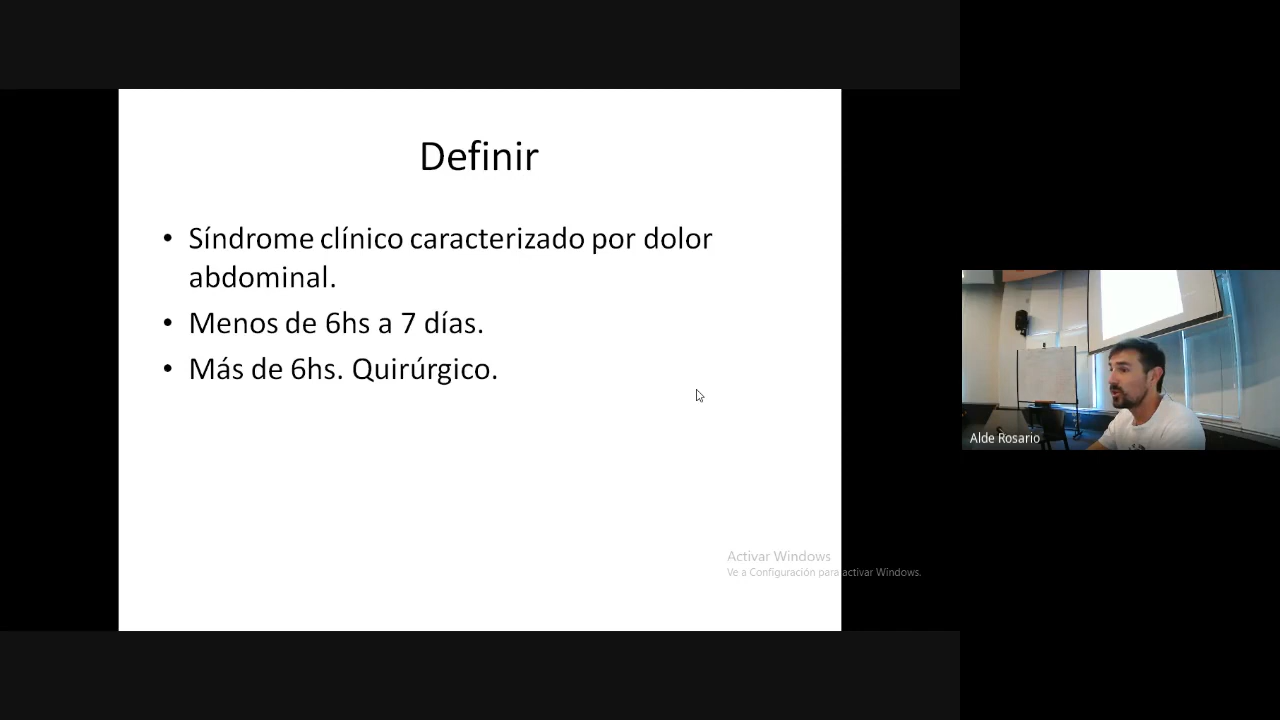 Definir
• Síndrome clínico caracterizado por dolor
abdominal.
• Menos de 6hs a 7 días.
• Más de 6hs. Quirúrgico.
Alde Rosario
Activar Windows
Ve a Configuración para activar Windows.